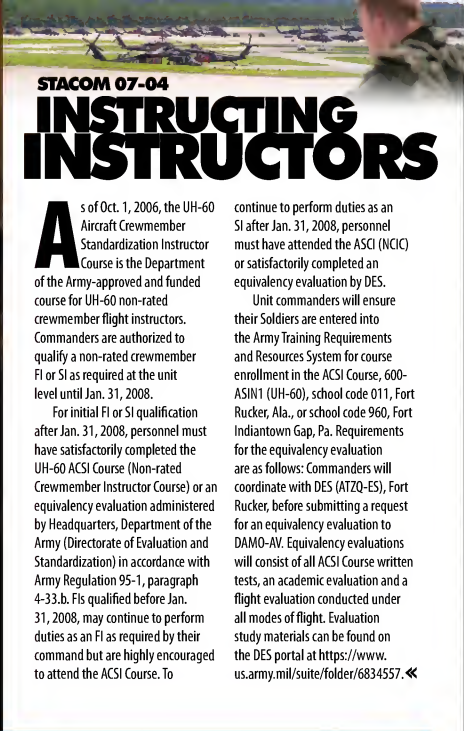 STACOM 07-04
INSTRUCTING
INSTRUCTORS
As of Oct. 1, 2006, the UH-60
Aircraft Crewmember
Standardization Instructor
Course is the Department
of the Army-approved and funded
course for UH-60 non-rated
crewmember flight instructors.
Commanders are authorized to
qualify a non-rated crewmember
FI or SI as required at the unit
level until Jan. 31, 2008.
For initial FI or SI qualification
after Jan. 31, 2008, personnel must
have satisfactorily completed the
UH-60 ACSI Course (Non-rated
Crewmember Instructor Course) or an
equivalency evaluation administered
by Headquarters, Department of the
Army (Directorate of Evaluation and
Standardization) in accordance with
Army Regulation 95-1, paragraph
4-33.b. FIs qualified before Jan.
31, 2008, may continue to perform
duties as an FI as required by their
command but are highly encouraged
to attend the ACSI Course. To
continue to perform duties as an
SI after Jan. 31, 2008, personnel
must have attended the ASCI (NCIC)
or satisfactorily completed an
equivalency evaluation by DES.
Unit commanders will ensure
their Soldiers are entered into
the Army Training Requirements
and Resources System for course
enrollment in the ACSI Course, 600-
ASIN1 (UH-60), school code 011, Fort
Rucker, Ala., or school code 960, Fort
Indiantown Gap, Pa. Requirements
for the equivalency evaluation
are as follows: Commanders will
coordinate with DES (ATZQ-ES), Fort
Rucker, before submitting a request
for an equivalency evaluation to
DAMO-AV. Equivalency evaluations
will consist of all ACSI Course written
tests, an academic evaluation and a
flight evaluation conducted under
all modes of flight. Evaluation
study materials can be found on
the DES portal at https://www.
us.army.mil/suite/folder/6834557. «